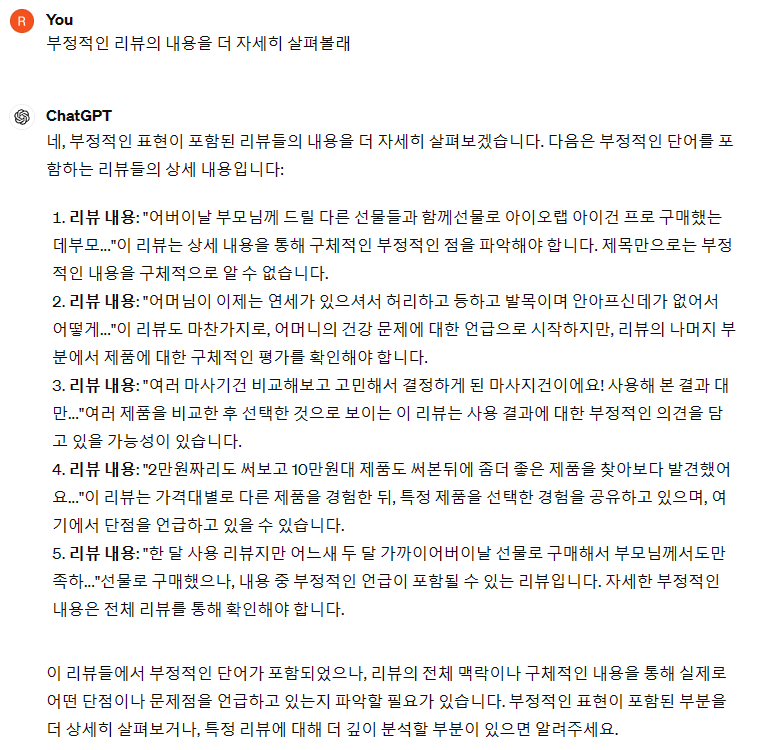 R
You
부정적인 리뷰의 내용을 더 자세히 살펴볼래
ChatGPT
네, 부정적인 표현이 포함된 리뷰들의 내용을 더 자세히 살펴보겠습니다. 다음은 부정적인 단어를 포
함하는 리뷰들의 상세 내용입니다:
1. 리뷰 내용: "어버이날 부모님께 드릴 다른 선물들과 함께선물로 아이오랩 아이건 프로 구매했는
데부모..."이 리뷰는 상세 내용을 통해 구체적인 부정적인 점을 파악해야 합니다. 제목만으로는 부정
적인 내용을 구체적으로 알 수 없습니다.
2. 리뷰 내용: "어머님이 이제는 연세가 있으셔서 허리하고 등하고 발목이며 안아프신데가 없어서
어떻게..."이 리뷰도 마찬가지로, 어머니의 건강 문제에 대한 언급으로 시작하지만, 리뷰의 나머지 부
분에서 제품에 대한 구체적인 평가를 확인해야 합니다.
3. 리뷰 내용: "여러 마사기건 비교해보고 고민해서 결정하게 된 마사지건이에요! 사용해 본 결과 대
만..."여러 제품을 비교한 후 선택한 것으로 보이는 이 리뷰는 사용 결과에 대한 부정적인 의견을 담
고 있을 가능성이 있습니다.
4. 리뷰 내용: "2만원짜리도 써보고 10만원대 제품도 써본뒤에 좀더 좋은 제품을 찾아보다 발견했어
요..."이 리뷰는 가격대별로 다른 제품을 경험한 뒤, 특정 제품을 선택한 경험을 공유하고 있으며, 여
기에서 단점을 언급하고 있을 수 있습니다.
5. 리뷰 내용: "한 달 사용 리뷰지만 어느새 두 달 가까이어버이날 선물로 구매해서 부모님께서도만
족하..."선물로 구매했으나, 내용 중 부정적인 언급이 포함될 수 있는 리뷰입니다. 자세한 부정적인
내용은 전체 리뷰를 통해 확인해야 합니다.
이 리뷰들에서 부정적인 단어가 포함되었으나, 리뷰의 전체 맥락이나 구체적인 내용을 통해 실제로
어떤 단점이나 문제점을 언급하고 있는지 파악할 필요가 있습니다. 부정적인 표현이 포함된 부분을
더 상세히 살펴보거나, 특정 리뷰에 대해 더 깊이 분석할 부분이 있으면 알려주세요.